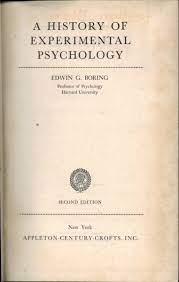 A HISTORY OF
EXPERIMENTAL
PSYCHOLOGY
EDWIN G. BORING
Professor of Psychology
Harvard University
SECOND EDITION
New York
APPLETON-CENTURY-CROFTS, INC.